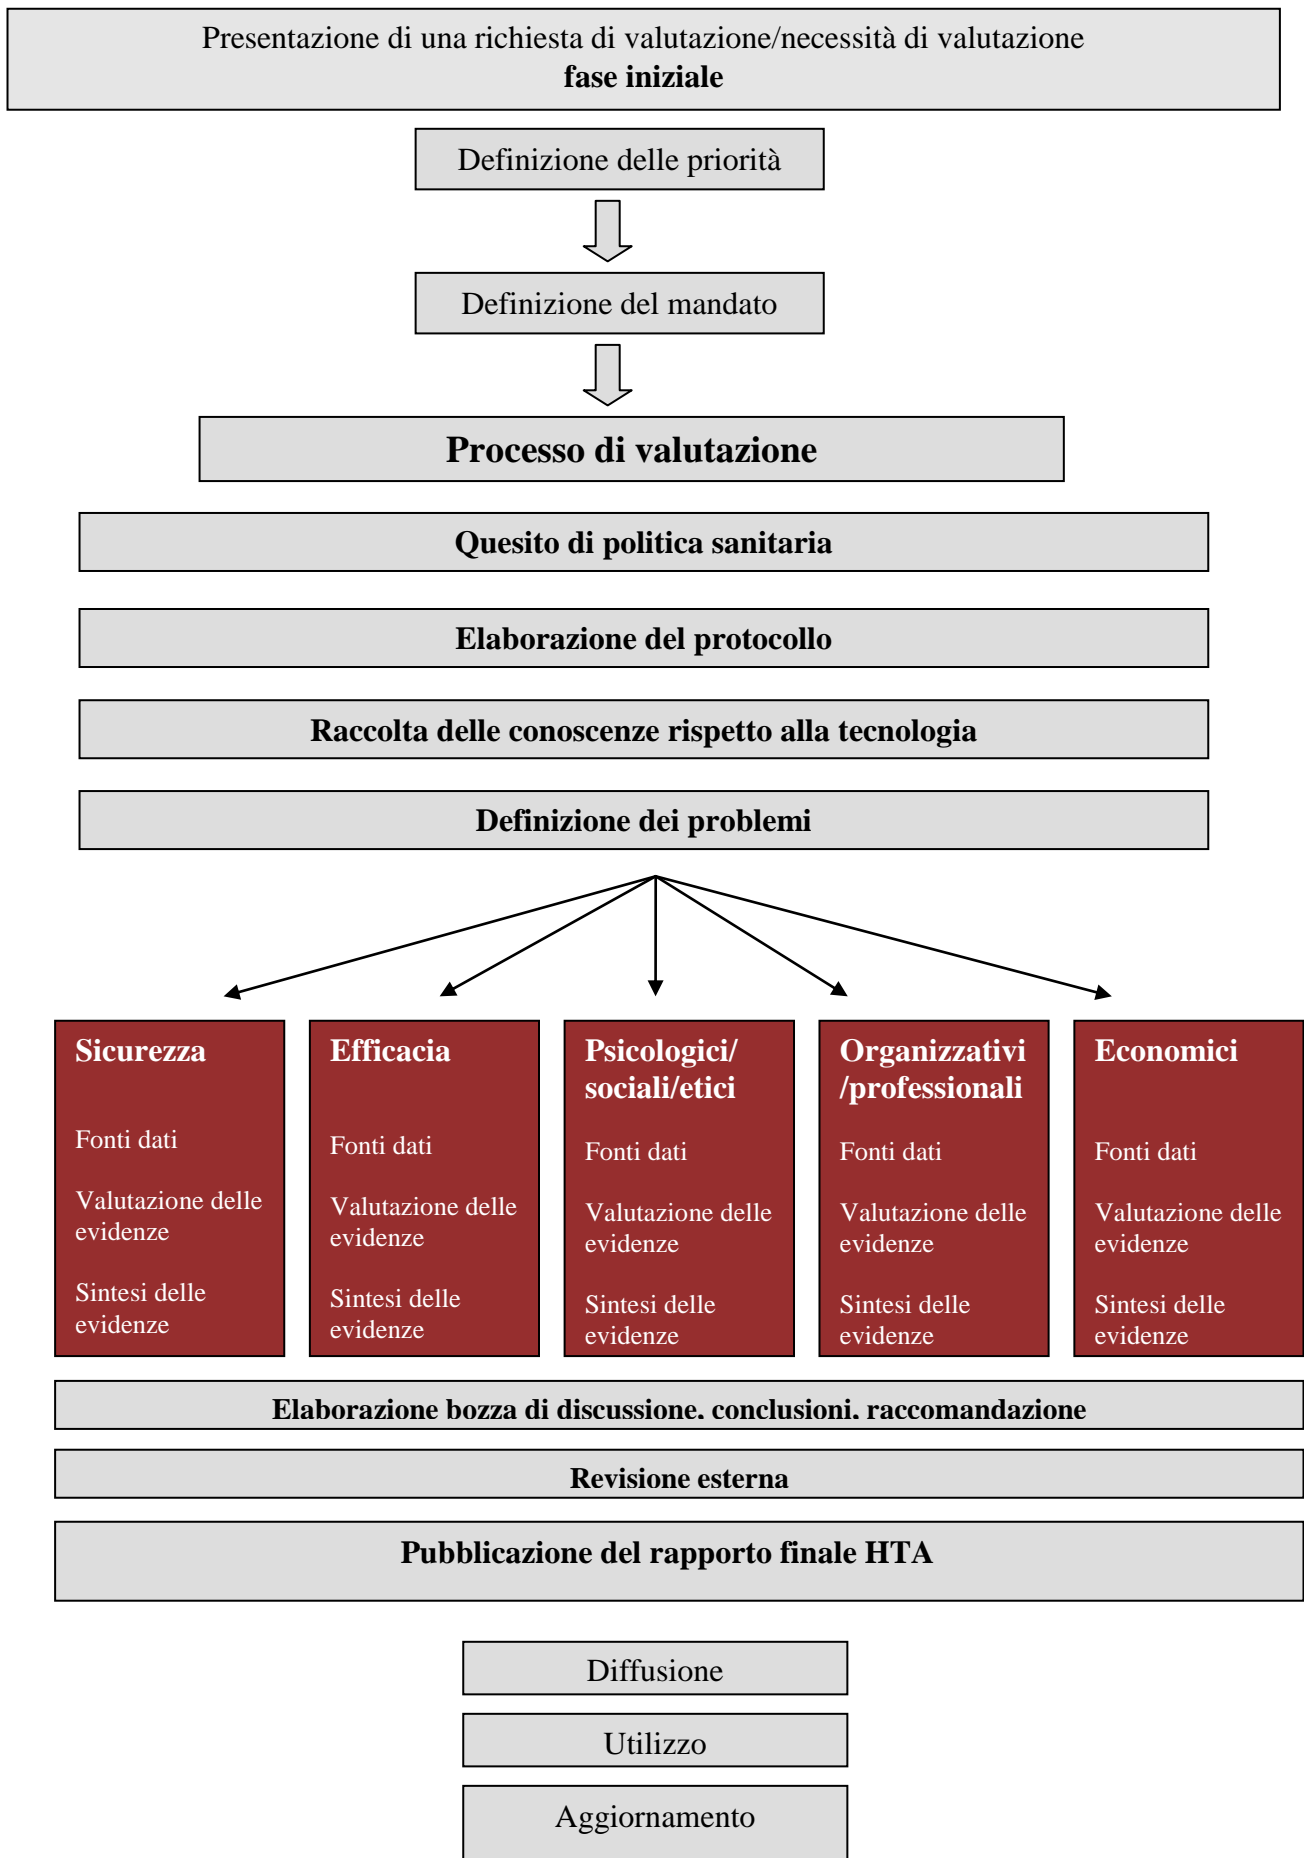 Presentazione di una richiesta di valutazione/necessità di valutazione
fase iniziale
Definizione delle priorità
Definizione del mandato
Processo di valutazione
Quesito di politica sanitaria
Elaborazione del protocollo
Raccolta delle conoscenze rispetto alla tecnologia
Definizione dei problemi
Sicurezza
Fonti dati
Valutazione delle
evidenze
Sintesi delle
evidenze
Efficacia
Fonti dati
Valutazione delle
evidenze
Sintesi delle
evidenze
Psicologici/
sociali/etici
Fonti dati
Valutazione delle
evidenze
Sintesi delle
evidenze
Organizzativi
/professionali
Fonti dati
Valutazione delle
evidenze
Sintesi delle
evidenze
Economici
Fonti dati
Valutazione delle
evidenze
Sintesi delle
evidenze
Elaborazione bozza di discussione, conclusioni, raccomandazione
Revisione esterna
Pubblicazione del rapporto finale HTA
Diffusione
Utilizzo
Aggiornamento